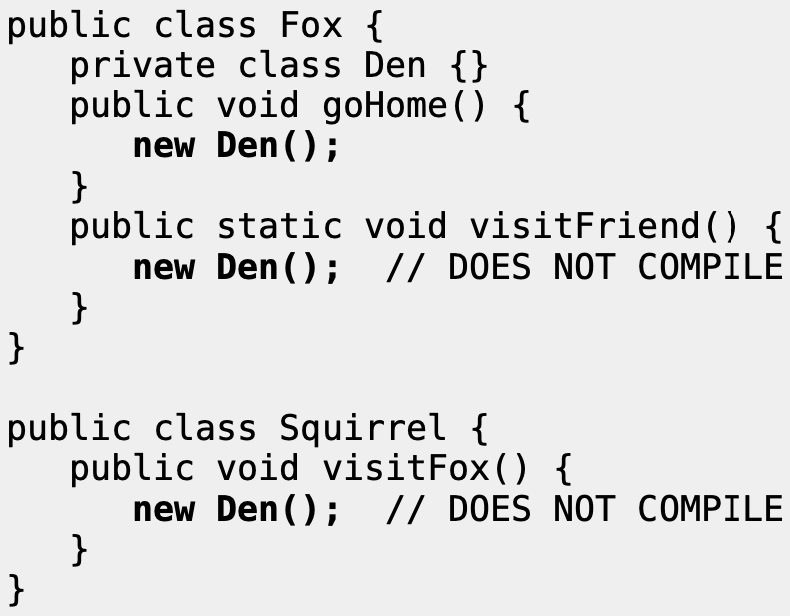 public class Fox {
   private class Den {}
   public void goHome() {
      new Den();
   }
   public static void visitFriend() {
      new Den();  // DOES NOT COMPILE
   }
}

public class Squirrel {
   public void visitFox() {
      new Den();  // DOES NOT COMPILE
   }
}